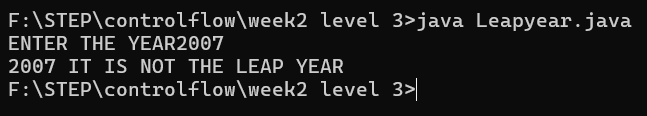 F:\STEP\controlflow\week2 level 3>java Leapyear.java
ENTER THE YEAR2007
2007 IT IS NOT THE LEAP YEAR
F:\STEP\controlflow\week2 level 3>